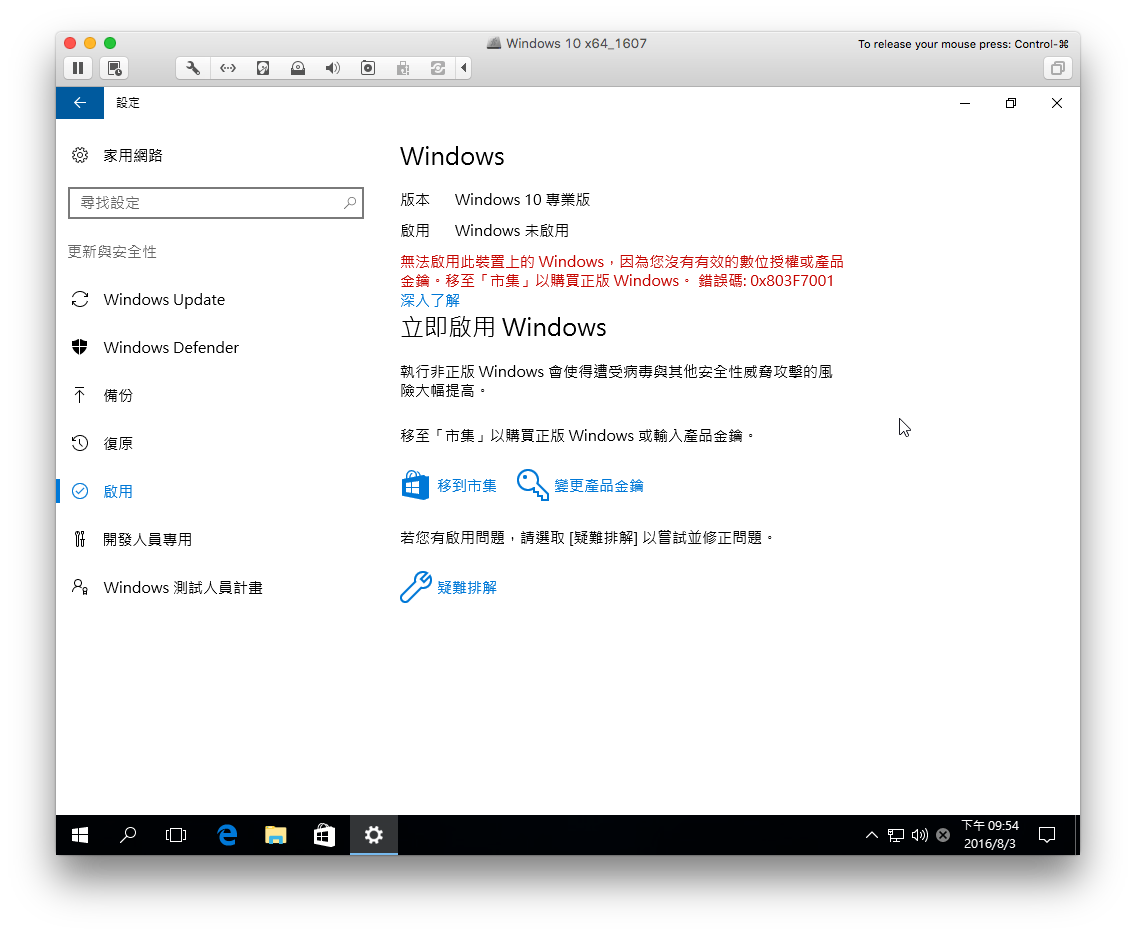 Windows 10 x64_1607
To release your mouse press: Control-⌘
設定
家用網路
尋找設定
更新與安全性
Windows Update
Windows Defender
備份
復原
啟用
開發人員專用
Windows 測試人員計畫
Windows
版本 Windows 10 專業版
啟用 Windows 未啟用
無法啟用此裝置上的 Windows，因為您沒有有效的數位授權或產品
金鑰。移至「市集」以購買正版 Windows。 錯誤碼: 0x803F7001
深入了解
立即啟用 Windows
執行非正版 Windows 會使得遭受病毒與其他安全性威脅攻擊的風
險大幅提高。
移至「市集」以購買正版 Windows 或輸入產品金鑰。
移到市集 變更產品金鑰
若您有啟用問題，請選取 [疑難排解] 以嘗試並修正問題。
疑難排解
下午 09:54
2016/8/3